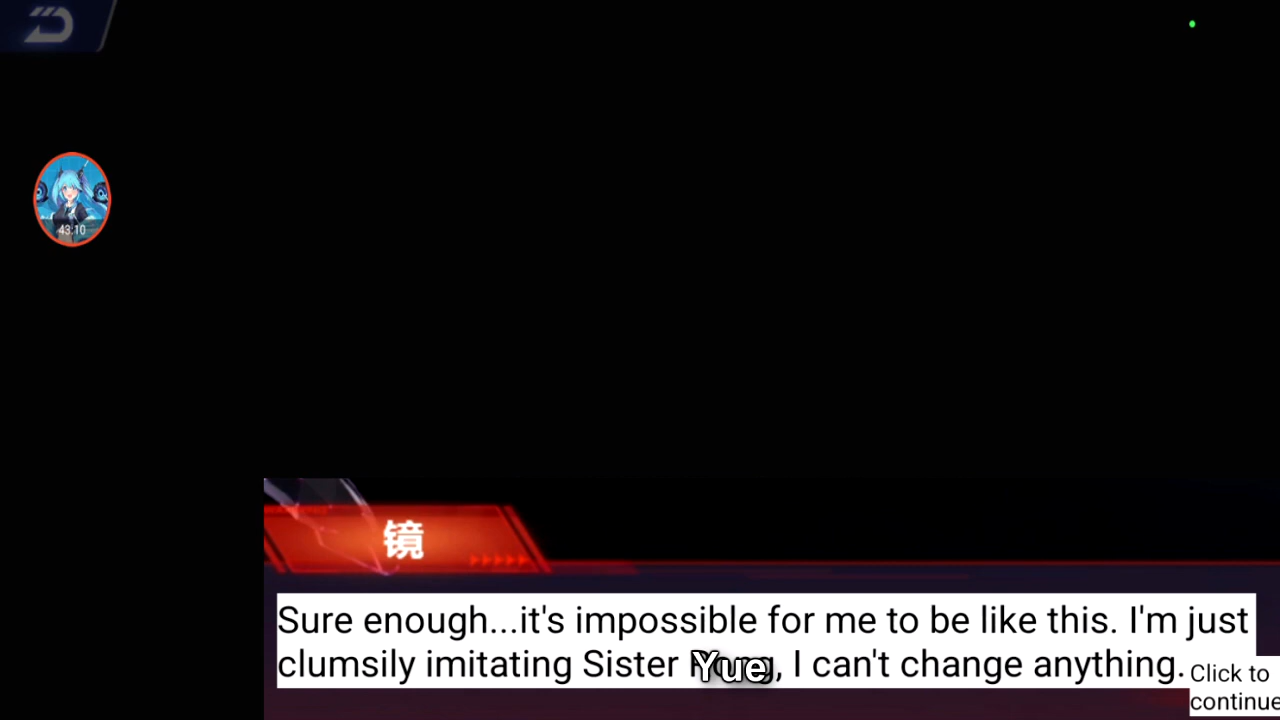 43:10
镜
Sure enough...it's impossible for me to be like this. I'm just
clumsily imitating Sister Yue, I can't change anything.
Click to
continue